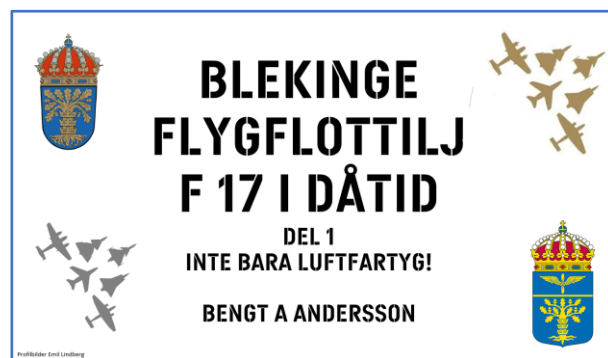 BLEKINGE
FLYGFLOTTILJ
F 17 I DÅTID
DEL 1
INTE BARA LUFTFARTYG!
BENGT A ANDERSSON
Profilbilder Emil Lindberg